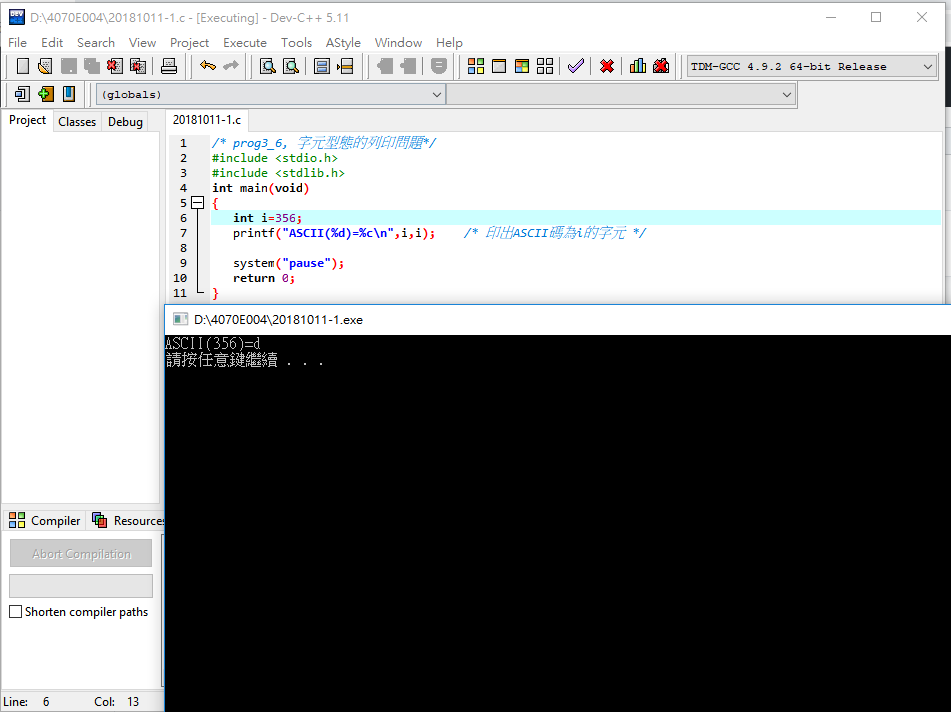 D:\4070E004\20181011-1.c - [Executing] - Dev-C++ 5.11
File Edit Search View Project Execute Tools AStyle Window Help
TDM-GCC 4.9.2 64-bit Release
(globals)
Project Classes Debug
20181011-1.c
1 /* prog3_6, 字元型態的列印問題*/
2 #include <stdio.h>
3 #include <stdlib.h>
4 int main(void)
5 {
6 int i=356;
7 printf("ASCII(%d)=%c\n",i,i); /* 印出ASCII碼為i的字元 */
8
9 system("pause");
10 return 0;
11 }
D:\4070E004\20181011-1.exe
ASCII(356)=d
請按任意鍵繼續 . . .
Compiler Resources
Abort Compilation
Shorten compiler paths
Line: 6 Col: 13